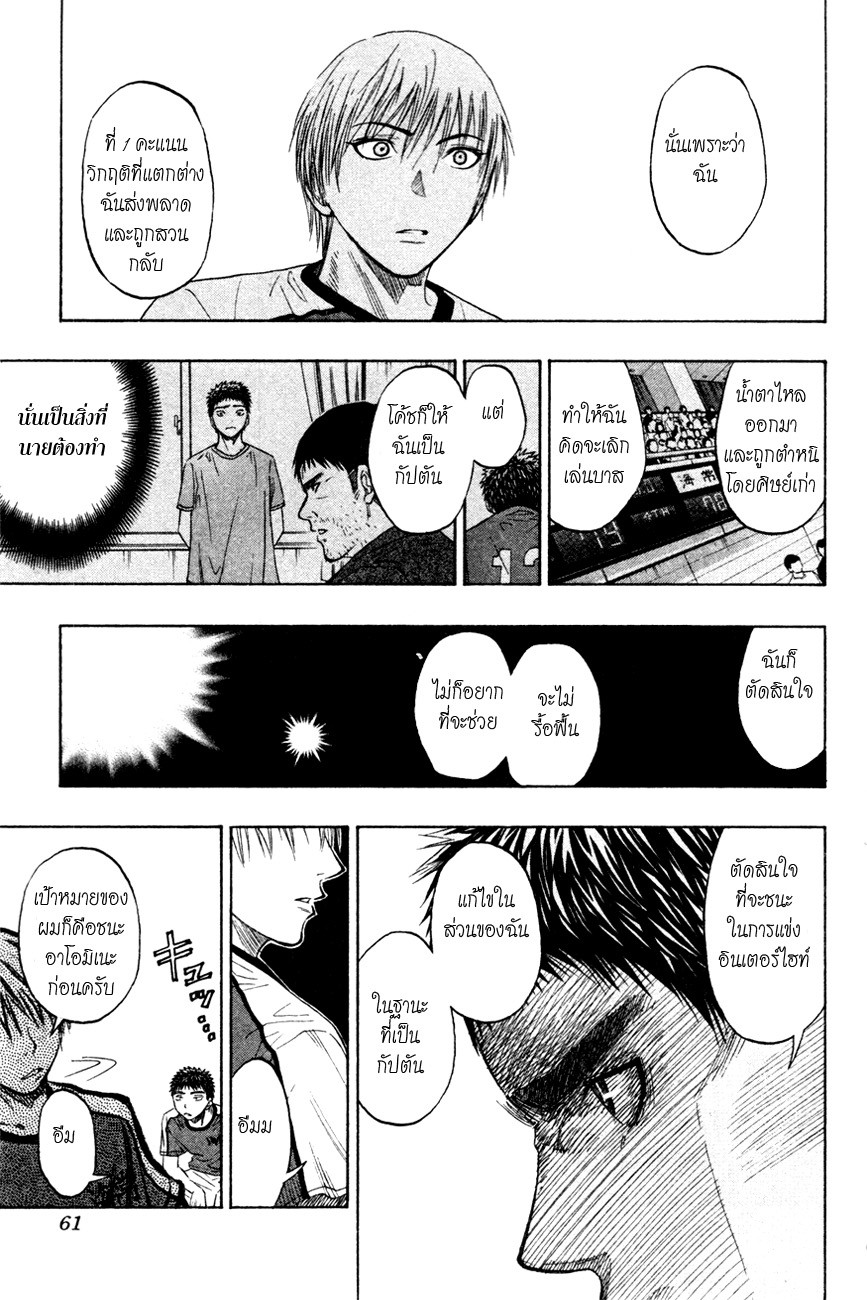 นั่นเพราะว่า
ฉัน
ที่ 1 คะแนน
วิกฤติที่แตกต่าง
ฉันส่งพลาด
และถูกสวน
กลับ
น้ำตาไหล
ออกมา
และถูกตำหนิ
โดยศิษย์เก่า
ทำให้ฉัน
คิดจะเลิก
เล่นบาส
海常
4TH
79
78
แต่
โค้ชก็ให้
ฉันเป็น
กัปตัน
12
นั่นเป็นสิ่งที่
นายต้องทำ
ฉันก็
ตัดสินใจ
จะไม่
รื้อฟื้น
ไม่ก็อยาก
ที่จะช่วย
ตัดสินใจ
ที่จะชนะ
ในการแข่ง
อินเตอร์ไฮท์
แก้ไขใน
ส่วนของฉัน
ในฐานะ
ที่เป็น
กัปตัน
อืมม
เป้าหมายของ
ผมก็คือชนะ
อาโอมิเนะ
ก่อนครับ
キュッ…
อืม
61